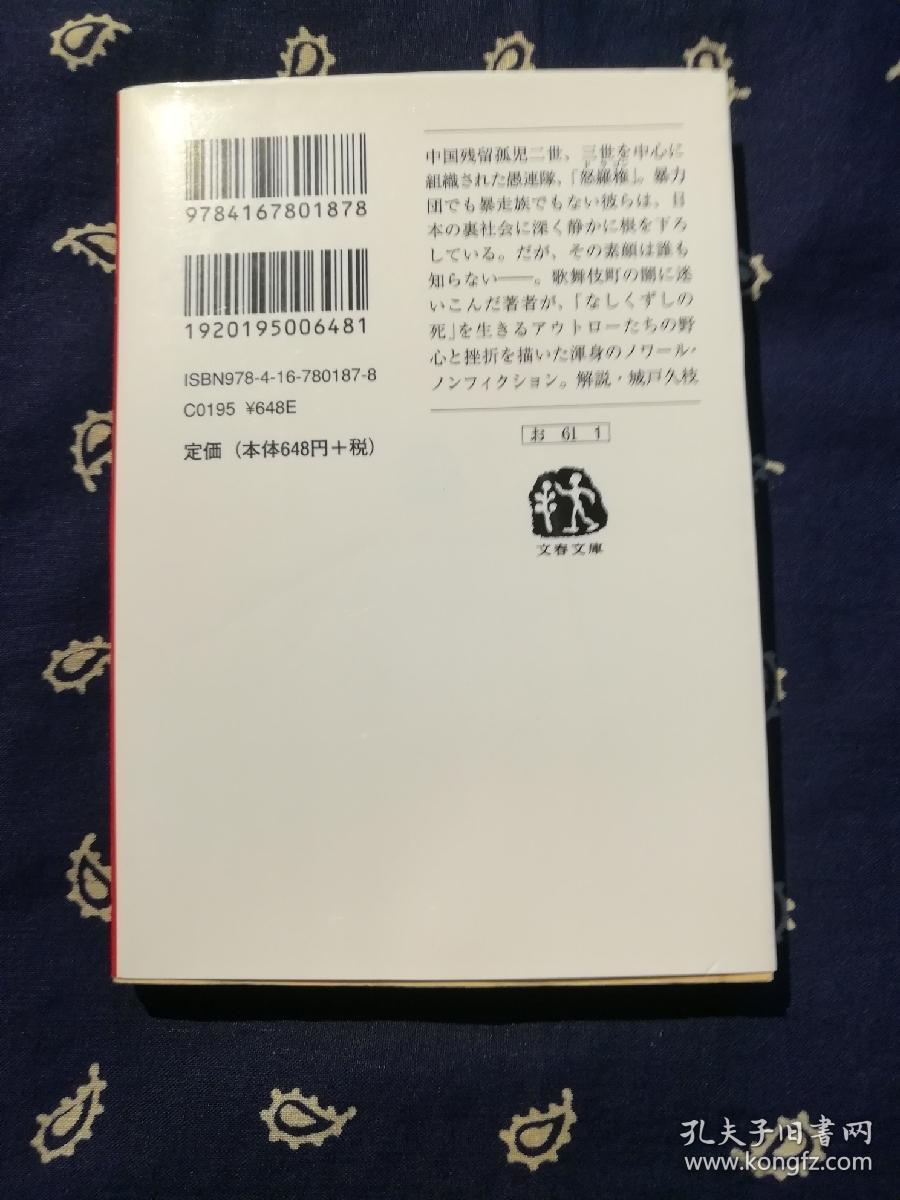 9784167801878
1920195006481
ISBN978-4-16-780187-8
C0195 ¥648E
定価（本体648円＋税）
中国残留孤児二世、三世を中心に
組織された愚連隊、「怒羅権」。暴力
団でも暴走族でもない彼らは、日
本の裏社会に深く静かに根を下ろ
している。だが、その素顔は誰も
知らない――。歌舞伎町の闇に迷
いこんだ著者が、「なしくずしの
死」を生きるアウトローたちの野
心と挫折を描いた渾身のノワール・
ノンフィクション。解説・城戸久枝
お 61 1
文春文庫
孔夫子旧书网
www.kongfz.com